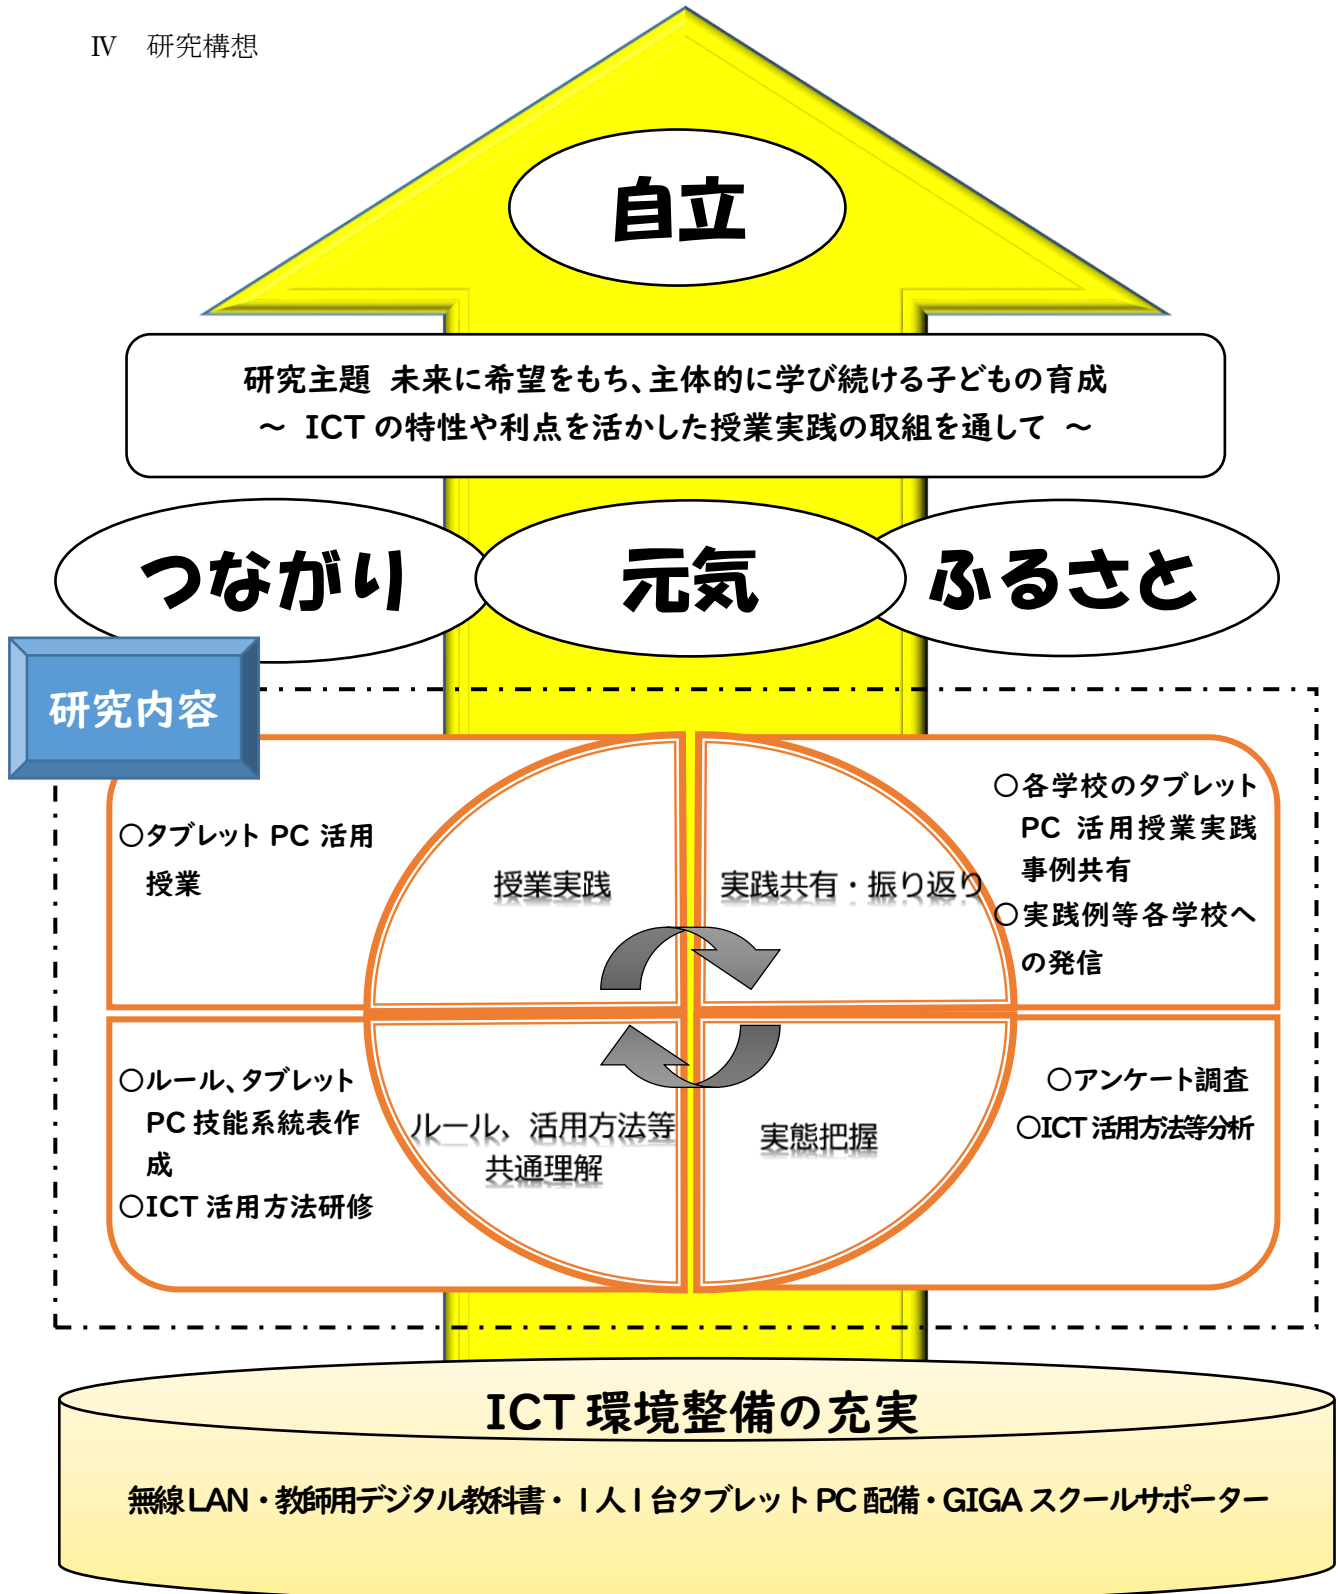 Ⅳ　研究構想
自立
研究主題 未来に希望をもち、主体的に学び続ける子どもの育成
～ ICT の特性や利点を活かした授業実践の取組を通して ～
つながり
元気
ふるさと
研究内容
○タブレット PC 活用
授業
授業実践
実践共有・振り返り
○各学校のタブレット
PC 活用授業実践
事例共有
○実践例等各学校へ
の発信
○ルール、タブレット
PC 技能系統表作
成
○ICT 活用方法研修
ルール、活用方法等
共通理解
実態把握
○アンケート調査
○ICT 活用方法等分析
ICT 環境整備の充実
無線 LAN・教師用デジタル教科書・1人1台タブレット PC 配備・GIGA スクールサポーター